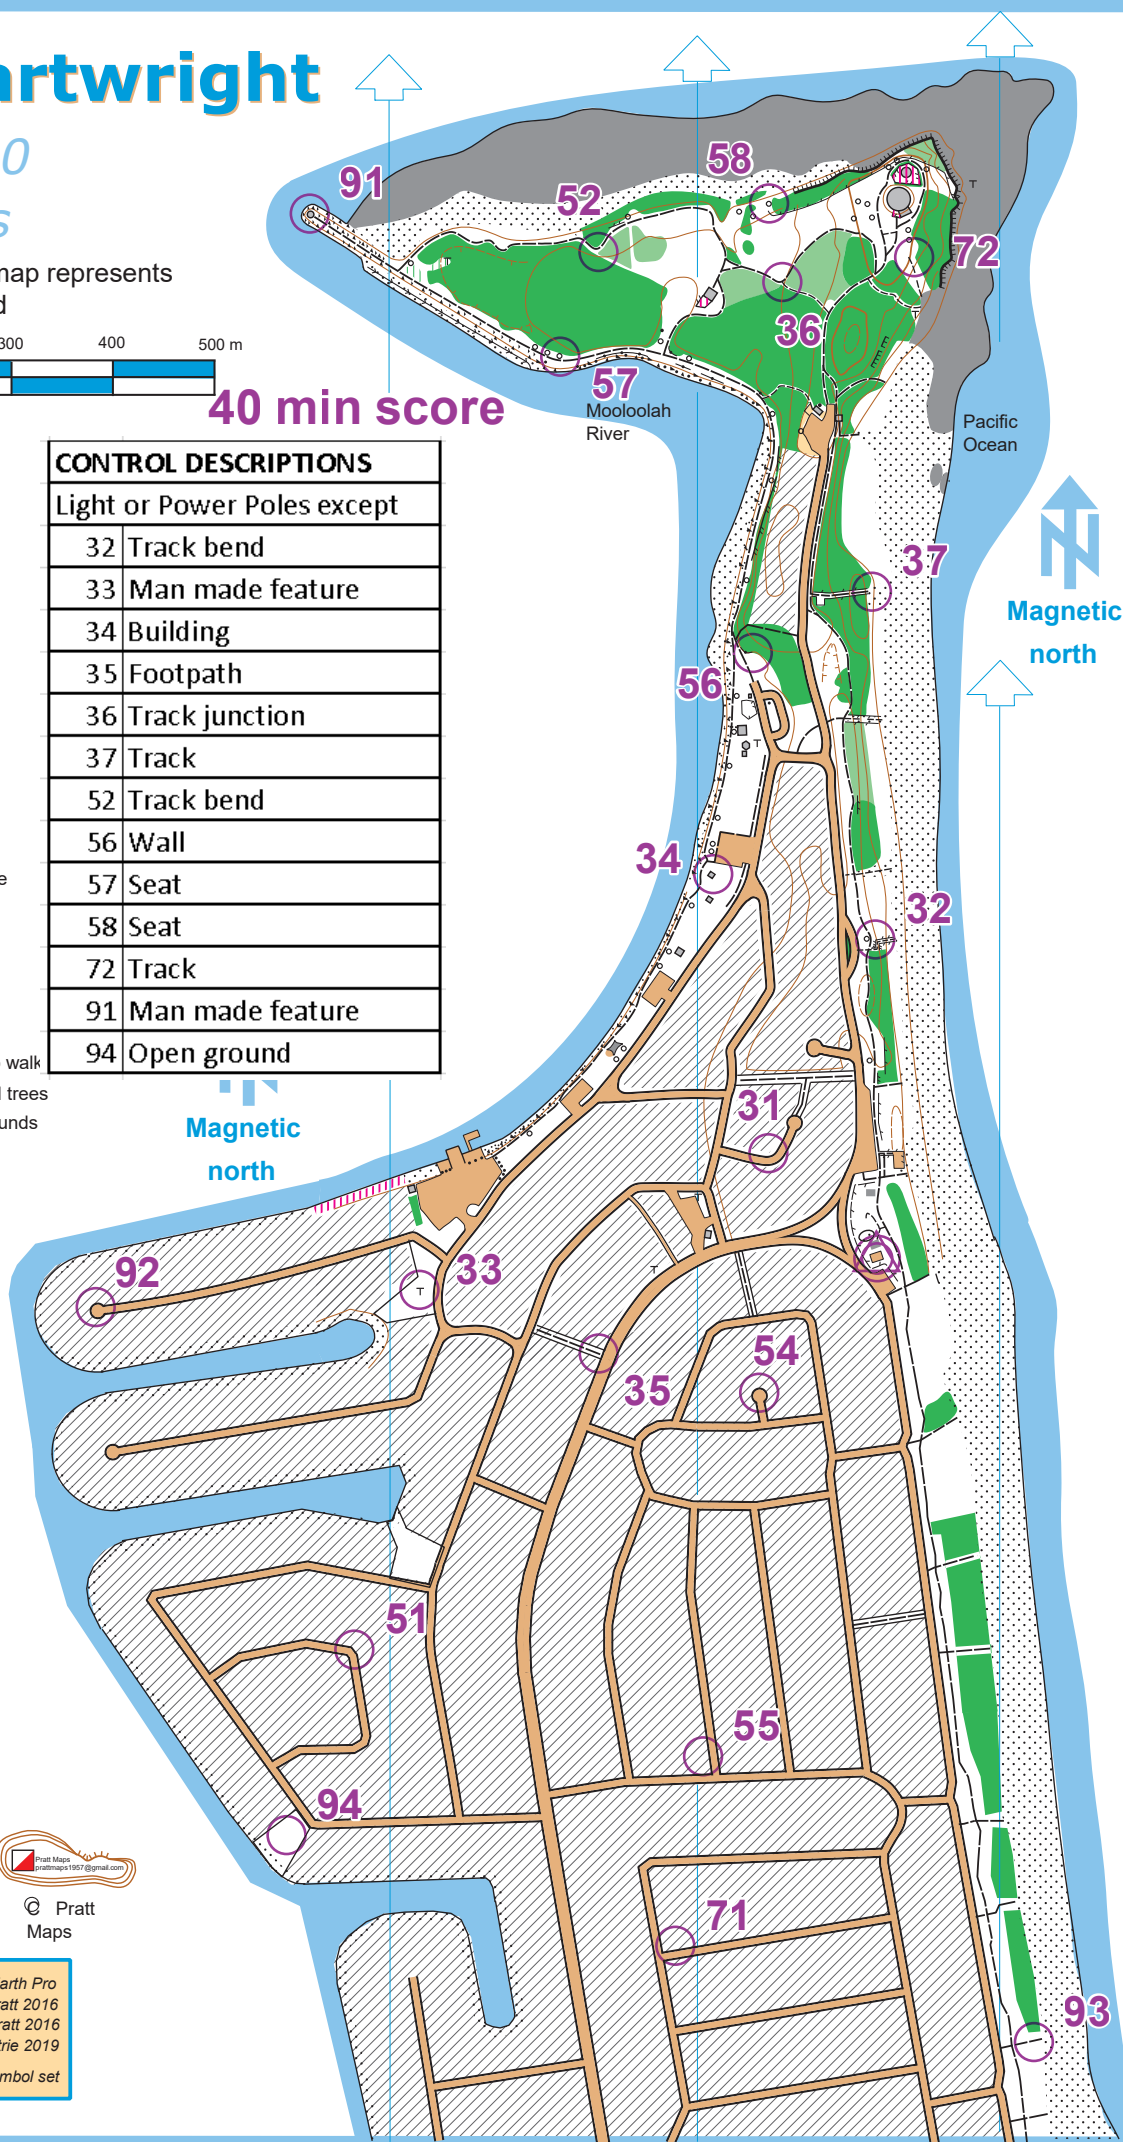 artwright
0
s
map represents
d
300 400 500 m
40 min score
CONTROL DESCRIPTIONS
Light or Power Poles except
32 Track bend
33 Man made feature
34 Building
35 Footpath
36 Track junction
37 Track
52 Track bend
56 Wall
57 Seat
58 Seat
72 Track
91 Man made feature
94 Open ground
e
walk
trees
unds
Magnetic
north
91
52
58
72
36
57
Mooloolah
River
Pacific
Ocean
37
Magnetic
north
56
34
32
31
92
33
35
54
51
55
94
71
93
Pratt Maps
prattmaps1957@gmail.com
© Pratt
Maps
arth Pro
ratt 2016
ratt 2016
trie 2019
mbol set